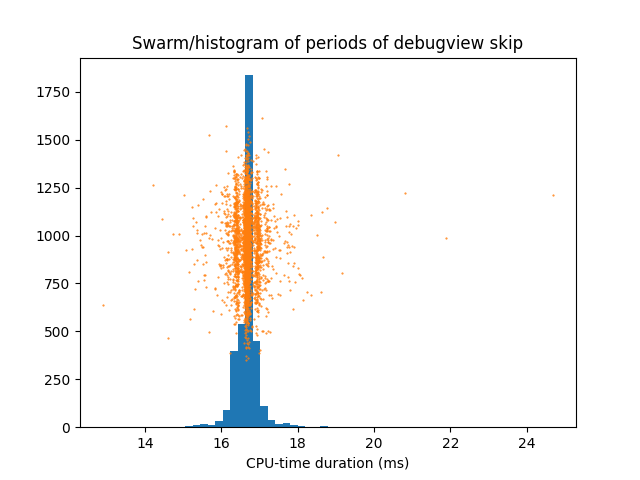 Swarm/histogram of periods of debugview skip
1750
1500
1250
1000
750
500
250
0
14 16 18 20 22 24
CPU-time duration (ms)